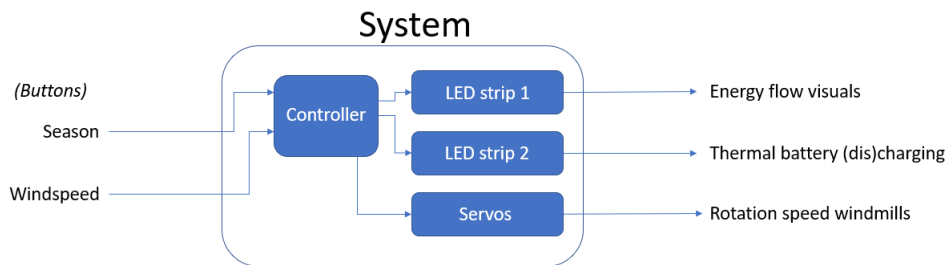 System
(Buttons)
Season
Windspeed
Controller
LED strip 1
LED strip 2
Servos
Energy flow visuals
Thermal battery (dis)charging
Rotation speed windmills